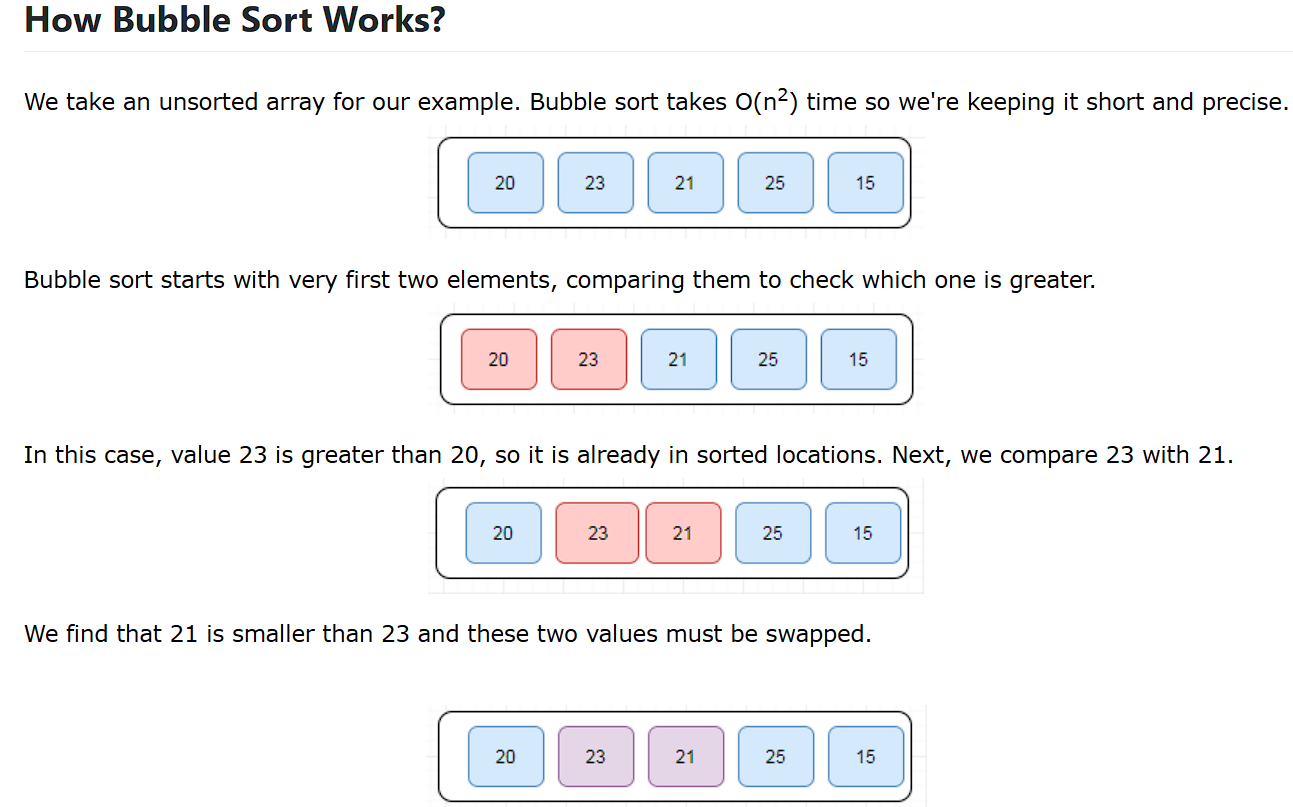 How Bubble Sort Works?
We take an unsorted array for our example. Bubble sort takes O(n²) time so we're keeping it short and precise.
20 23 21 25 15
Bubble sort starts with very first two elements, comparing them to check which one is greater.
20 23 21 25 15
In this case, value 23 is greater than 20, so it is already in sorted locations. Next, we compare 23 with 21.
20 23 21 25 15
We find that 21 is smaller than 23 and these two values must be swapped.
20 23 21 25 15